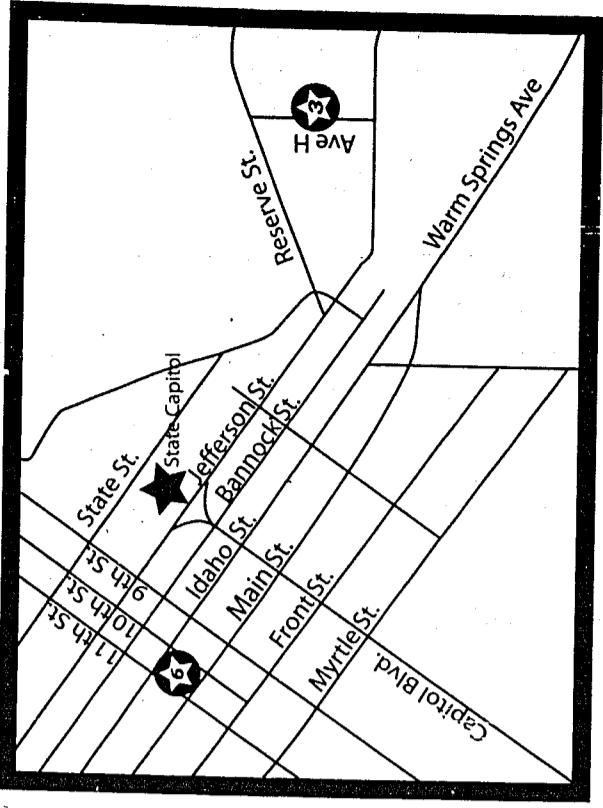 Warm Springs Ave
3
Ave H
Reserve St.
State Capitol
Jefferson St.
Bannock St.
State St.
Idaho St.
Main St.
Front St.
Myrtle St.
9th St.
10th St.
11th St.
6
Capitol Blvd.